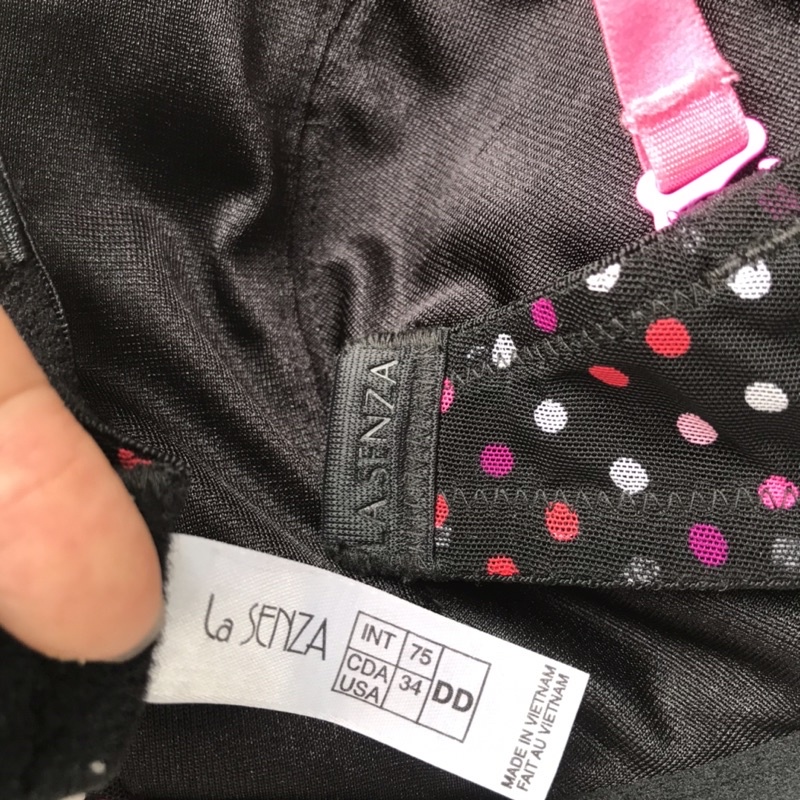 LA SENZA
La SENZA
INT 75
CDA USA 34 DD
MADE IN VIETNAM
FAIT AU VIETNAM